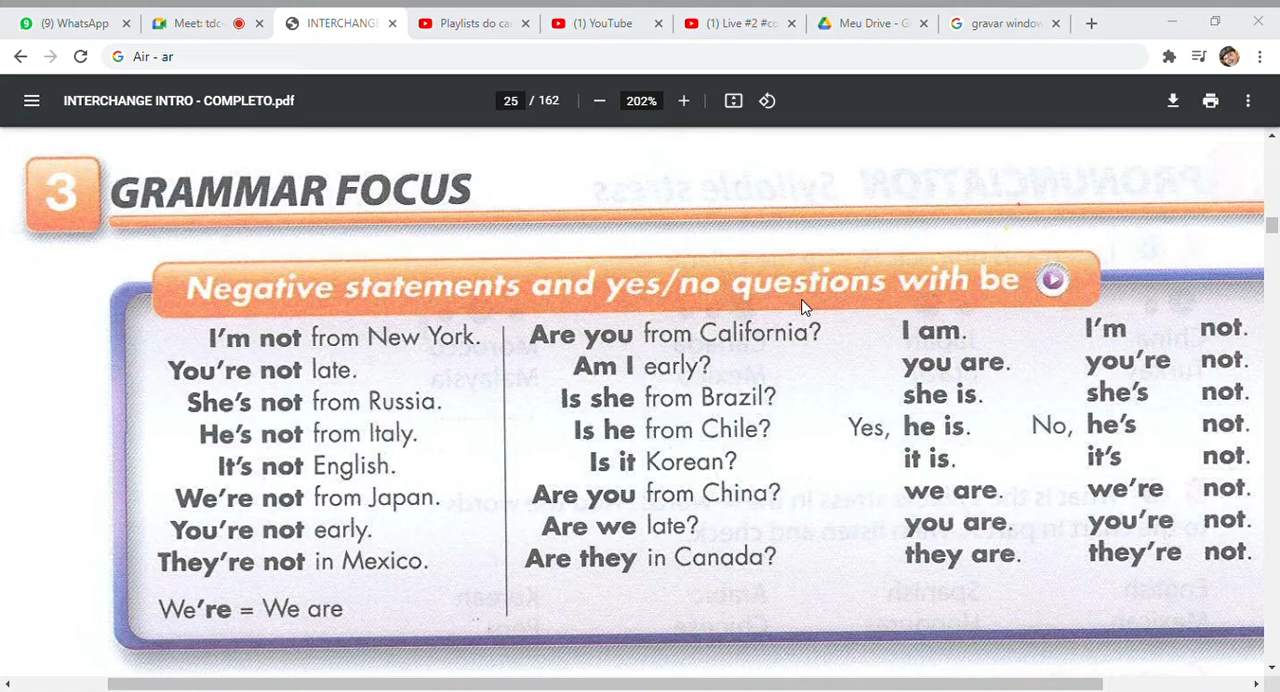 (9) WhatsApp
Meet: tdc-
INTERCHANGE
Playlists do ca
(1) YouTube
(1) Live #2 #co
Meu Drive - G
gravar window
Air - ar
INTERCHANGE INTRO - COMPLETO.pdf
25 / 162
202%
3 GRAMMAR FOCUS
PRONUNCIATION Syllable stress
Negative statements and yes/no questions with be
I'm not from New York. Are you from California? I am. I'm not.
You're not late. Am I early? you are. you're not.
She's not from Russia. Is she from Brazil? she is. she's not.
He's not from Italy. Is he from Chile? Yes, he is. No, he's not.
It's not English. Is it Korean? it is. it's not.
We're not from Japan. Are you from China? we are. we're not.
You're not early. Are we late? you are. you're not.
They're not in Mexico. Are they in Canada? they are. they're not.
We're = We are